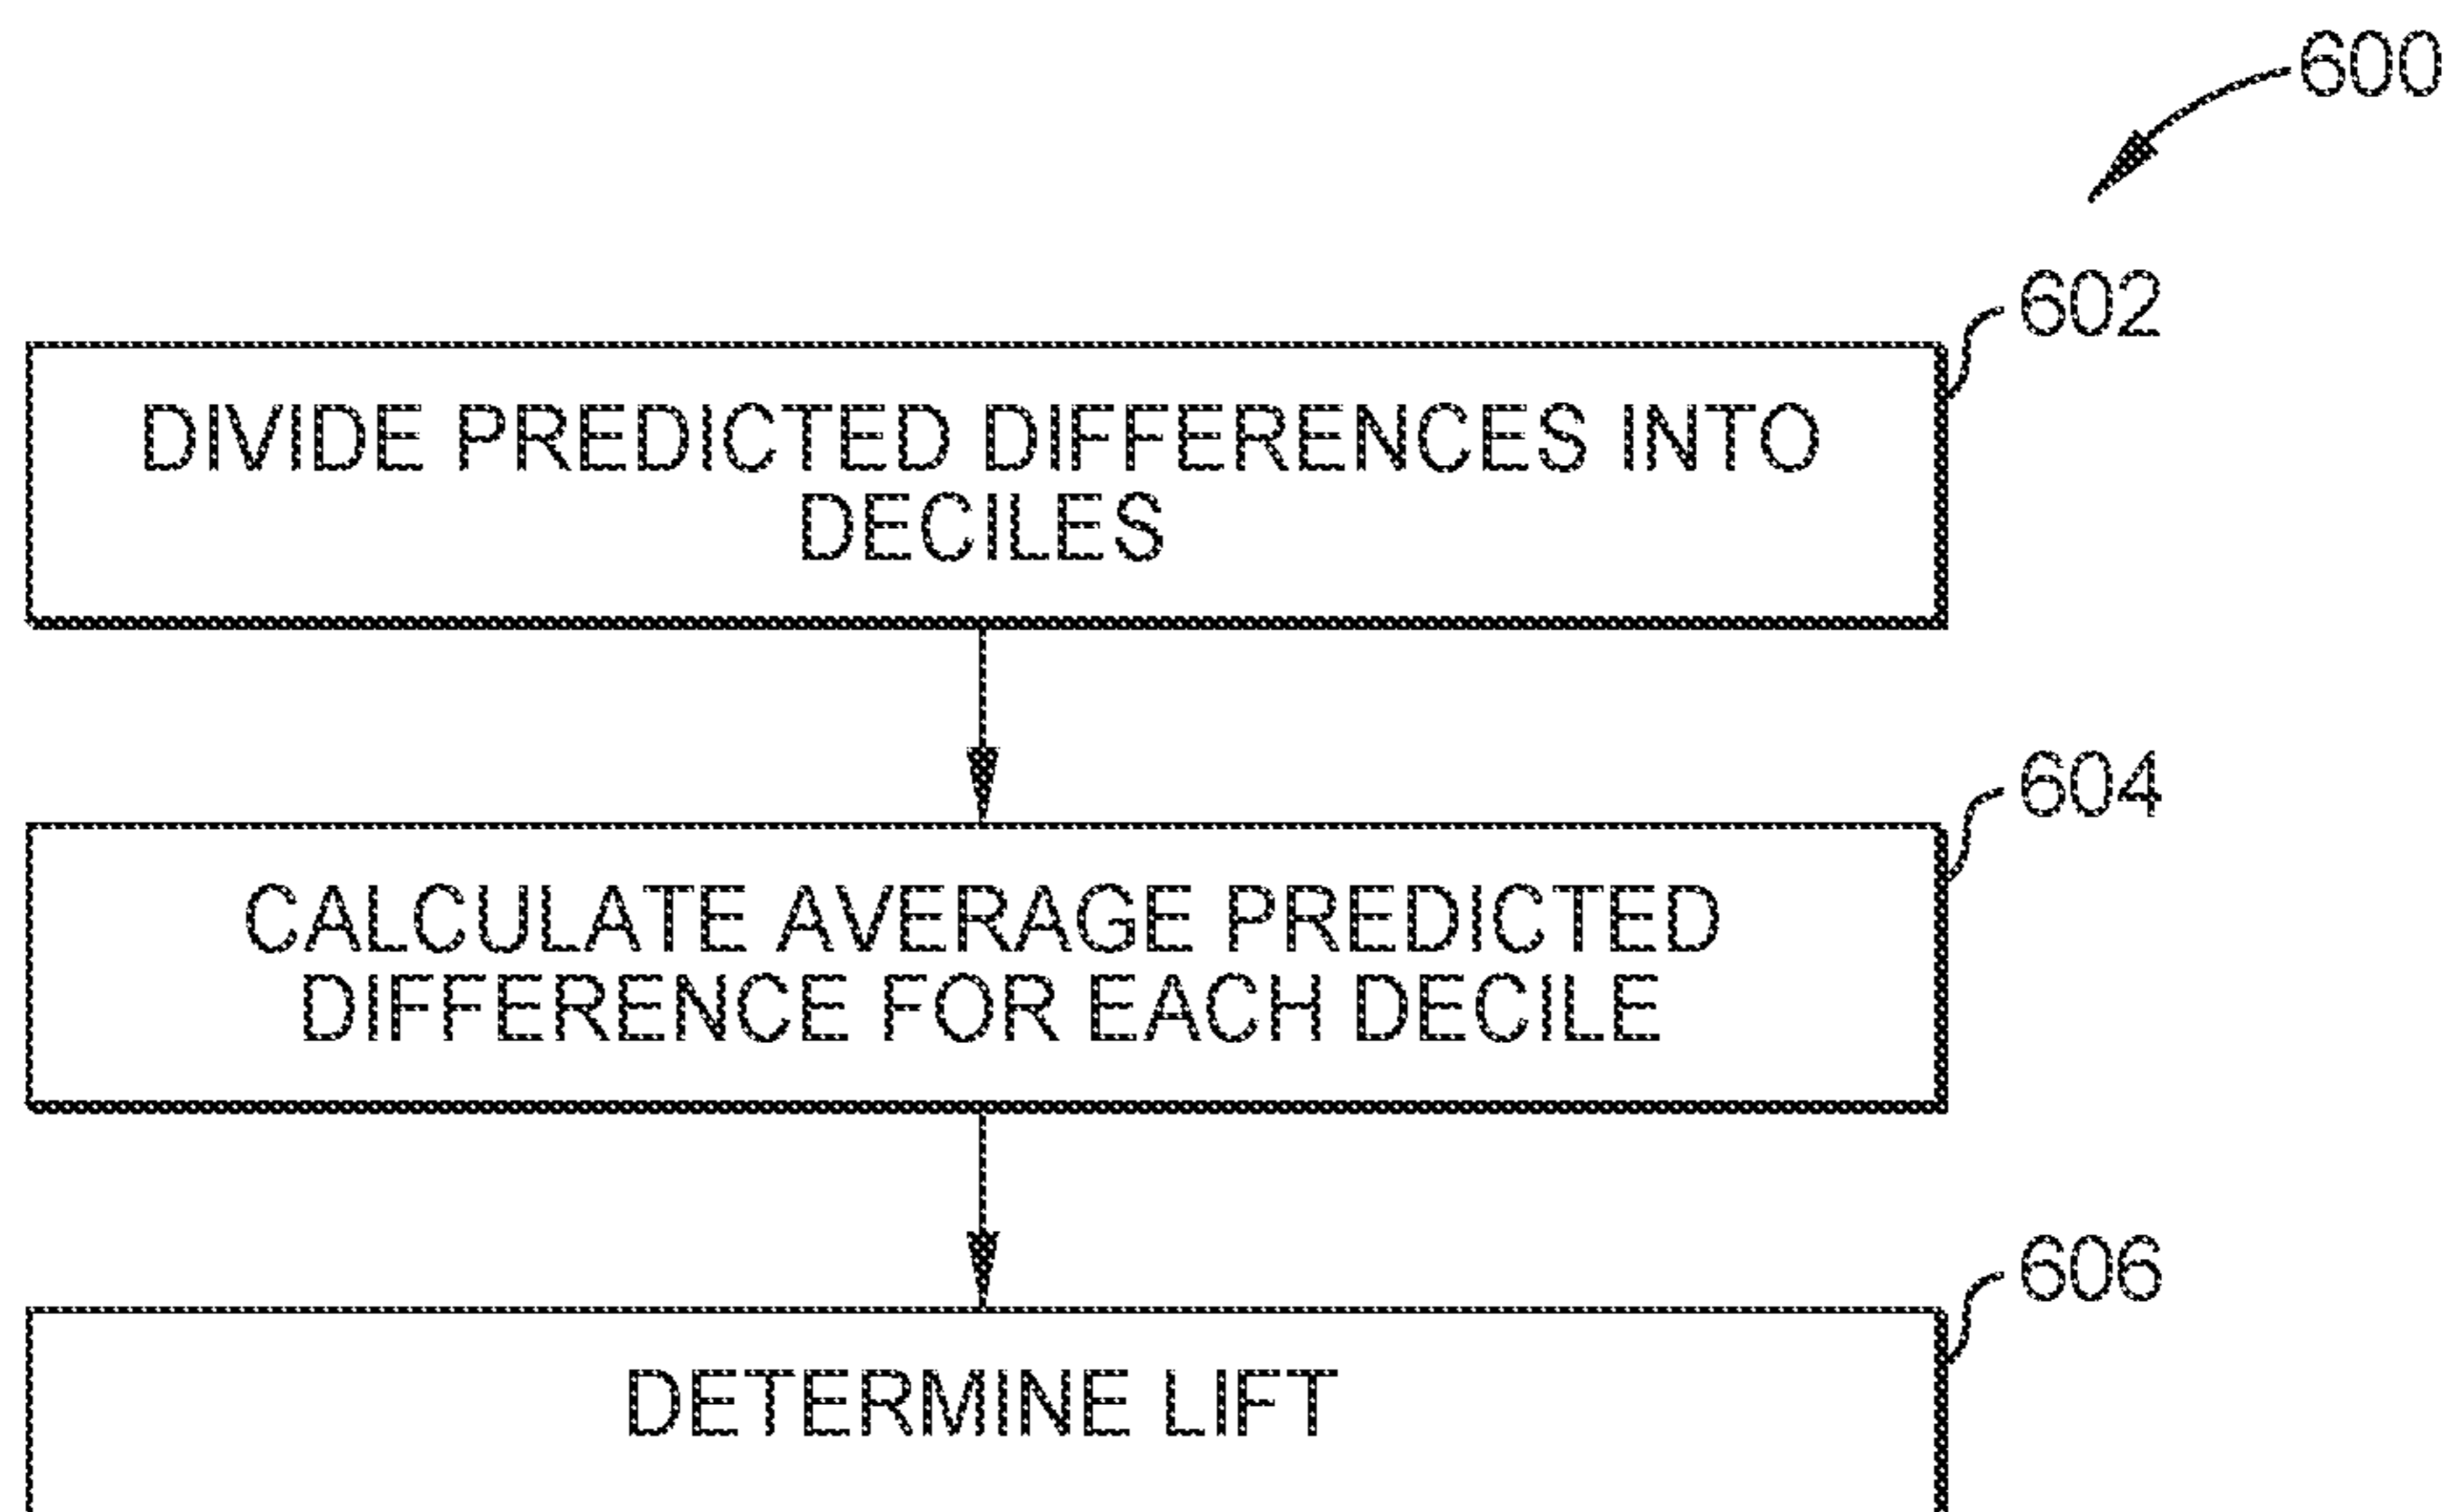 600
602
DIVIDE PREDICTED DIFFERENCES INTO
DECILES
604
CALCULATE AVERAGE PREDICTED
DIFFERENCE FOR EACH DECILE
606
DETERMINE LIFT